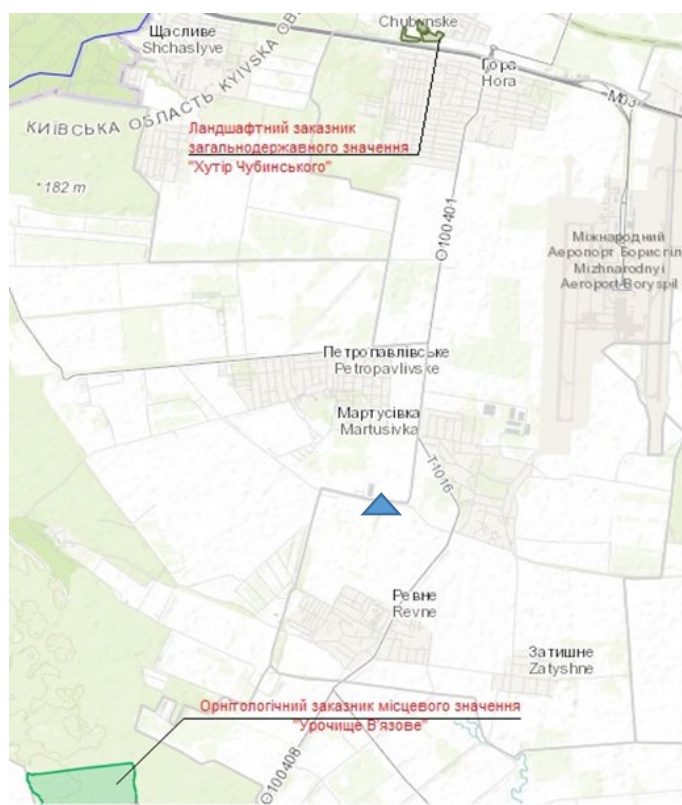 Chubynske
Щасливе
Shchaslyve
Гора
Hora
М03
КИЇВСЬКА ОБЛАСТЬ KYIVSKA OB
Ландшафтний заказник
загальнодержавного значення
"Хутір Чубинського"
182 m
О100401
Міжнародний
Аеропорт Бориспіл
Mizhnarodnyi
Aeroport Boryspil
Петропавлівське
Petropavlivske
Мартусівка
Martusivka
Т-1016
Ревне
Revne
Затишне
Zatyshne
Орнітологічний заказник місцевого значення
"Урочище В'язове"
О100408